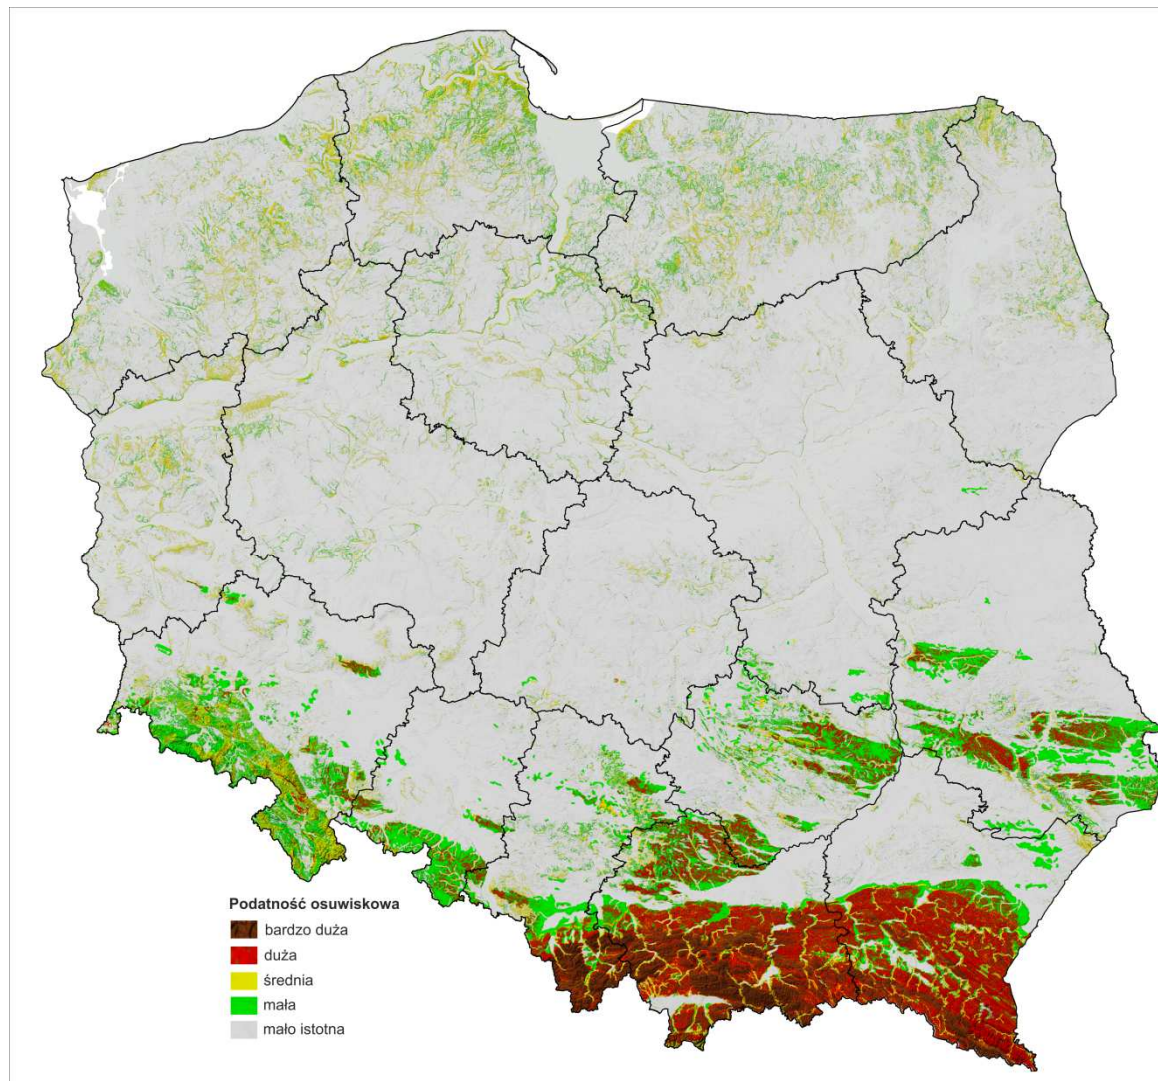 Podatność osuwiskowa
bardzo duża
duża
średnia
mała
mało istotna